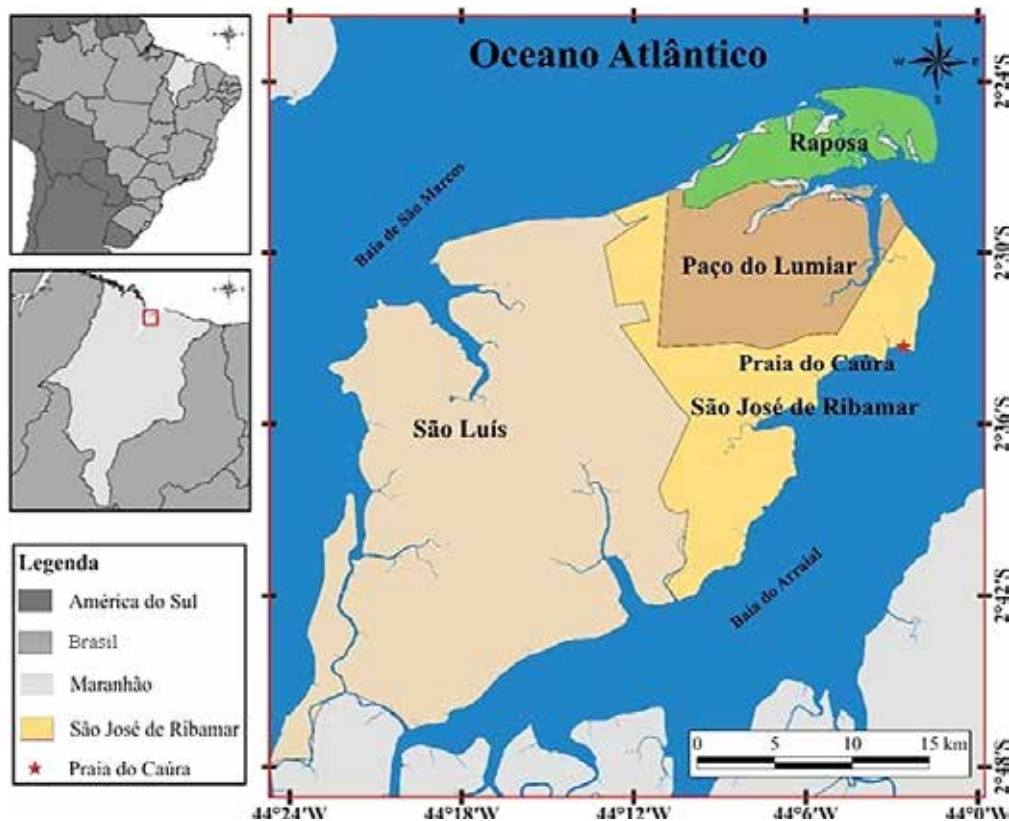 Oceano Atlântico
N
W E
S
Raposa
Baía de São Marcos
Paço do Lumiar
Praia do Caûra
São José de Ribamar
São Luís
Baía do Arraial
0 5 10 15 km
2°24'S
2°30'S
2°36'S
2°42'S
2°48'S
44°24'W 44°18'W 44°12'W 44°6'W 44°0'W
Legenda
América do Sul
Brasil
Maranhão
São José de Ribamar
Praia do Caûra